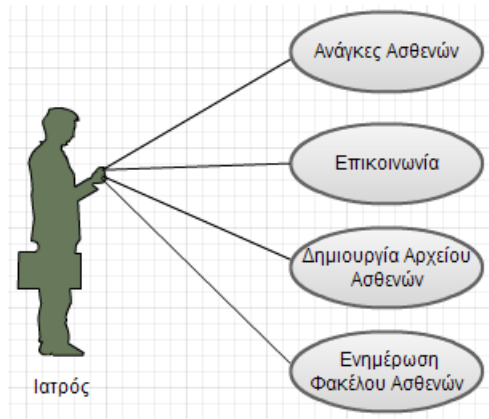 Ανάγκες Ασθενών
Επικοινωνία
Δημιουργία Αρχείου
Ασθενών
Ενημέρωση
Φακέλου Ασθενών
Ιατρός